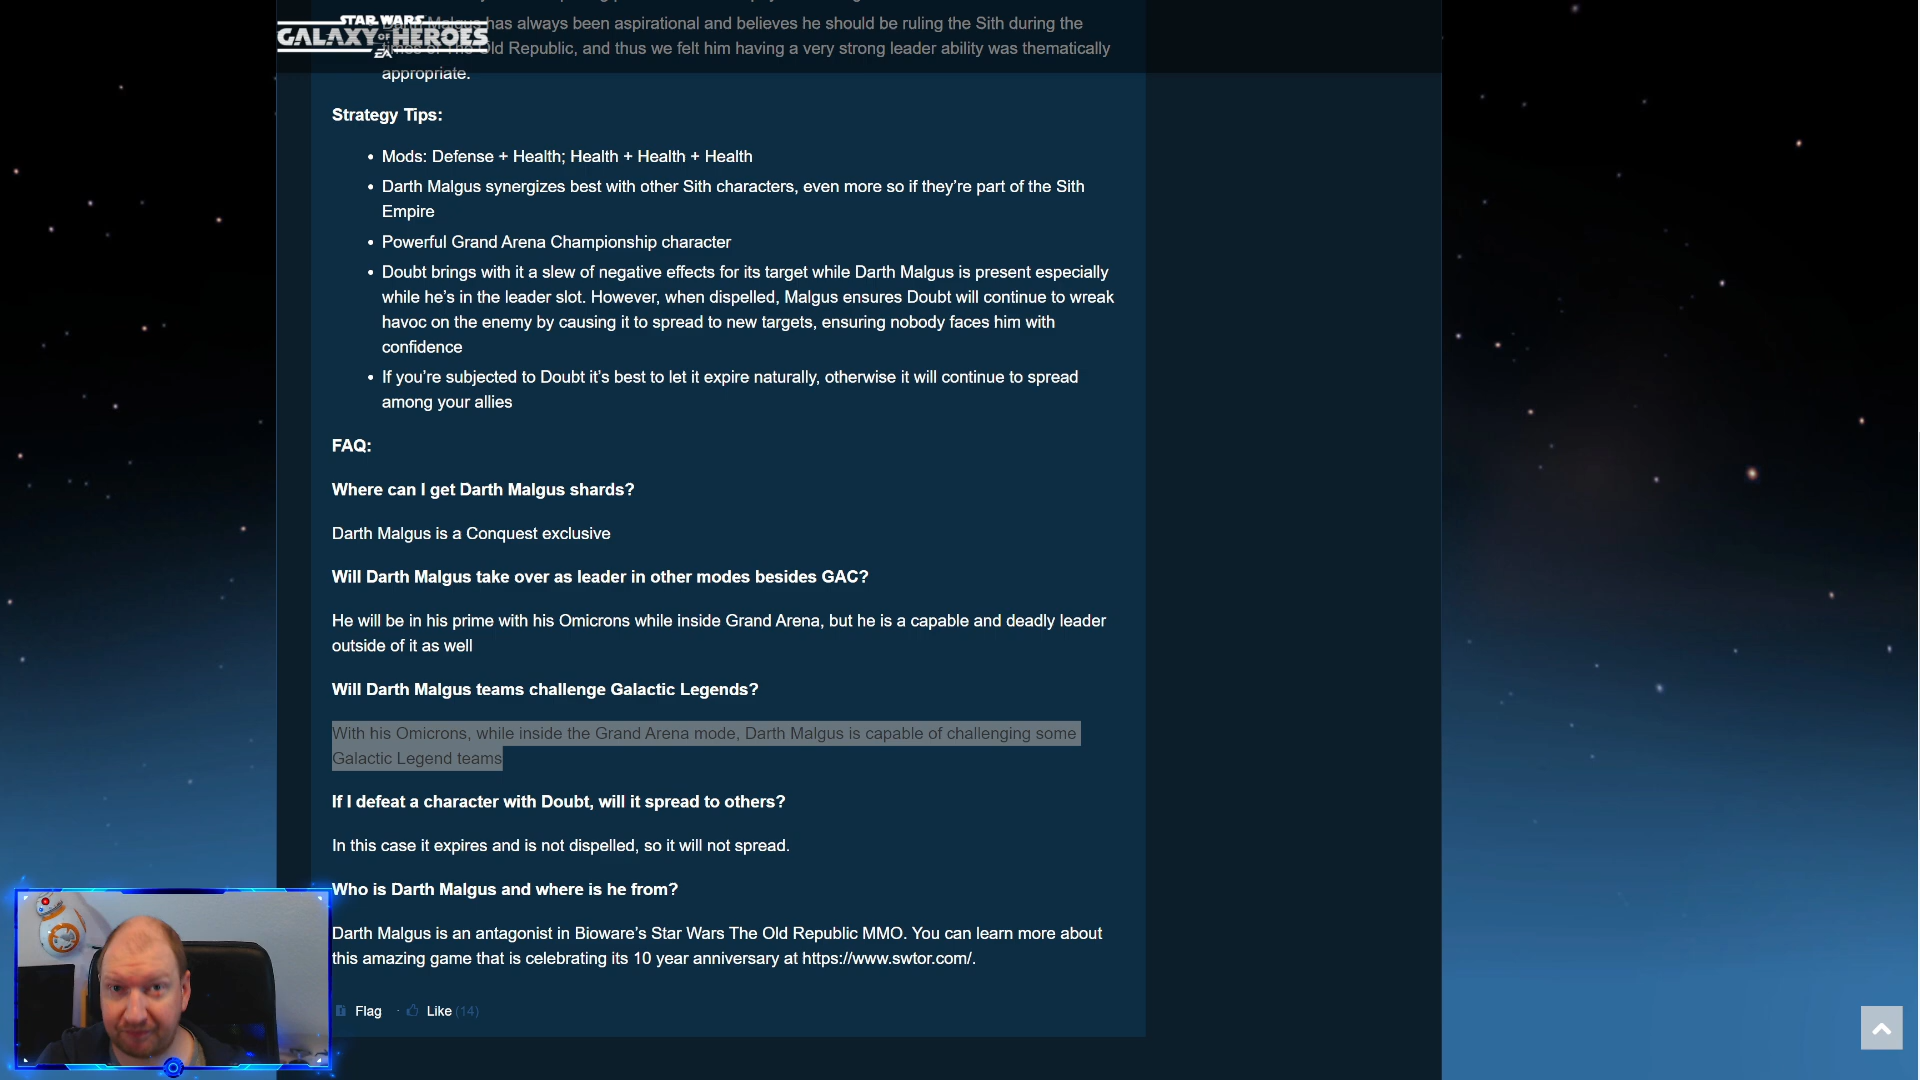 STAR WARS
GALAXY OF HEROES
EA
Darth Malgus has always been aspirational and believes he should be ruling the Sith during the
times of The Old Republic, and thus we felt him having a very strong leader ability was thematically
appropriate.
Strategy Tips:
• Mods: Defense + Health; Health + Health + Health
• Darth Malgus synergizes best with other Sith characters, even more so if they’re part of the Sith
Empire
• Powerful Grand Arena Championship character
• Doubt brings with it a slew of negative effects for its target while Darth Malgus is present especially
while he’s in the leader slot. However, when dispelled, Malgus ensures Doubt will continue to wreak
havoc on the enemy by causing it to spread to new targets, ensuring nobody faces him with
confidence
• If you’re subjected to Doubt it’s best to let it expire naturally, otherwise it will continue to spread
among your allies
FAQ:
Where can I get Darth Malgus shards?
Darth Malgus is a Conquest exclusive
Will Darth Malgus take over as leader in other modes besides GAC?
He will be in his prime with his Omicrons while inside Grand Arena, but he is a capable and deadly leader
outside of it as well
Will Darth Malgus teams challenge Galactic Legends?
With his Omicrons, while inside the Grand Arena mode, Darth Malgus is capable of challenging some
Galactic Legend teams
If I defeat a character with Doubt, will it spread to others?
In this case it expires and is not dispelled, so it will not spread.
Who is Darth Malgus and where is he from?
Darth Malgus is an antagonist in Bioware’s Star Wars The Old Republic MMO. You can learn more about
this amazing game that is celebrating its 10 year anniversary at https://www.swtor.com/.
Flag · Like (14)